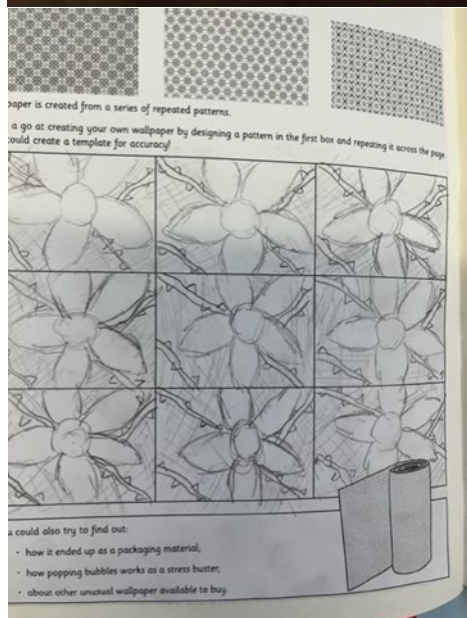 paper is created from a series of repeated patterns.
a go at creating your own wallpaper by designing a pattern in the first box and repeating it across the page.
could create a template for accuracy!
u could also try to find out:
• how it ended up as a packaging material;
• how popping bubbles works as a stress buster;
• about other unusual wallpaper available to buy.